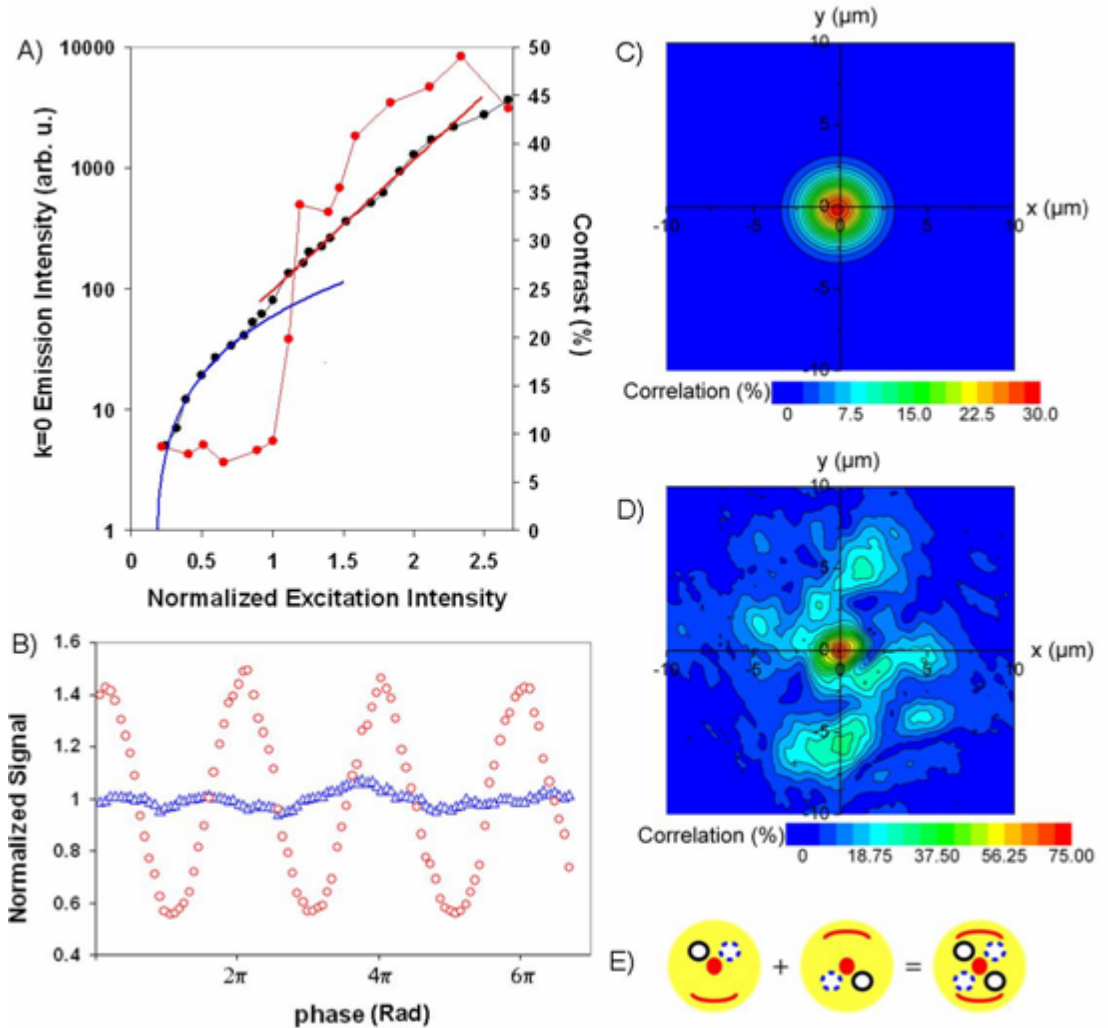 A)
k=0 Emission Intensity (arb. u.)
10000
1000
100
10
1
50
45
40
35
30
25
20
15
10
5
0
Contrast (%)
0 0.5 1 1.5 2 2.5
Normalized Excitation Intensity
B)
Normalized Signal
1.6
1.4
1.2
1
0.8
0.6
0.4
2π 4π 6π
phase (Rad)
C)
y (µm)
10
5
-10 -5 0 0 5 10
x (µm)
-5
-10
Correlation (%)
0 7.5 15.0 22.5 30.0
D)
y (µm)
10
5
-10 -5 0 0 5 10
x (µm)
-5
-10
Correlation (%)
0 18.75 37.50 56.25 75.00
E)
+ =